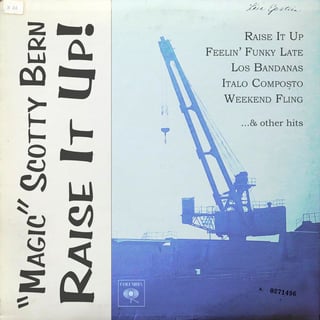 "MAGIC" SCOTTY BERN
RAISE IT UP!
RAISE IT UP
FEELIN' FUNKY LATE
LOS BANDANAS
ITALO COMPOSTO
WEEKEND FLING
...& other hits
COLUMBIA
A 0271496